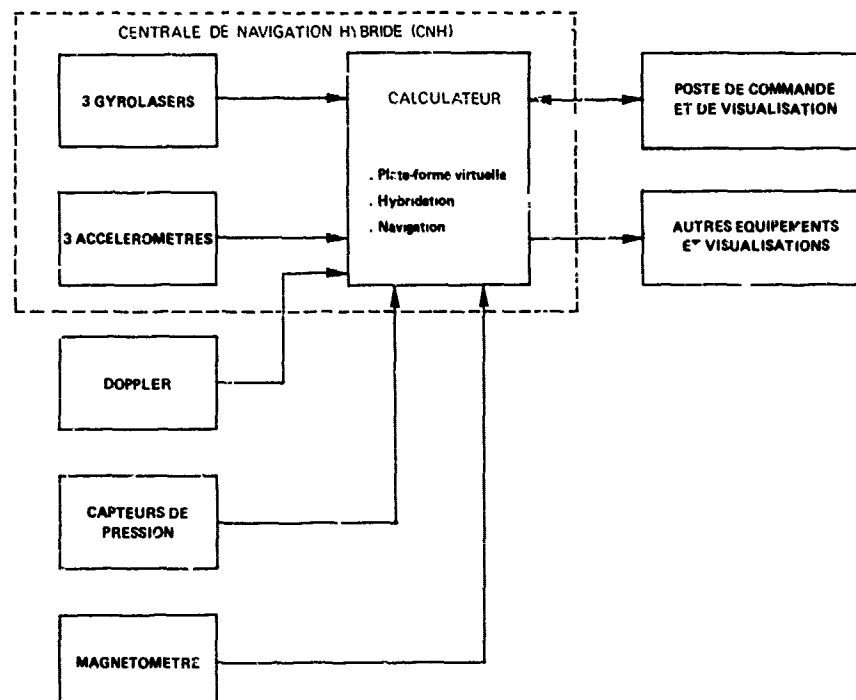 CENTRALE DE NAVIGATION HYBRIDE (CNH)
3 GYROLASERS
CALCULATEUR
. Plate-forme virtuelle
. Hybridation
. Navigation
POSTE DE COMMANDE
ET DE VISUALISATION
3 ACCELEROMETRES
AUTRES EQUIPEMENTS
ET VISUALISATIONS
DOPPLER
CAPTEURS DE
PRESSION
MAGNETOMETRE